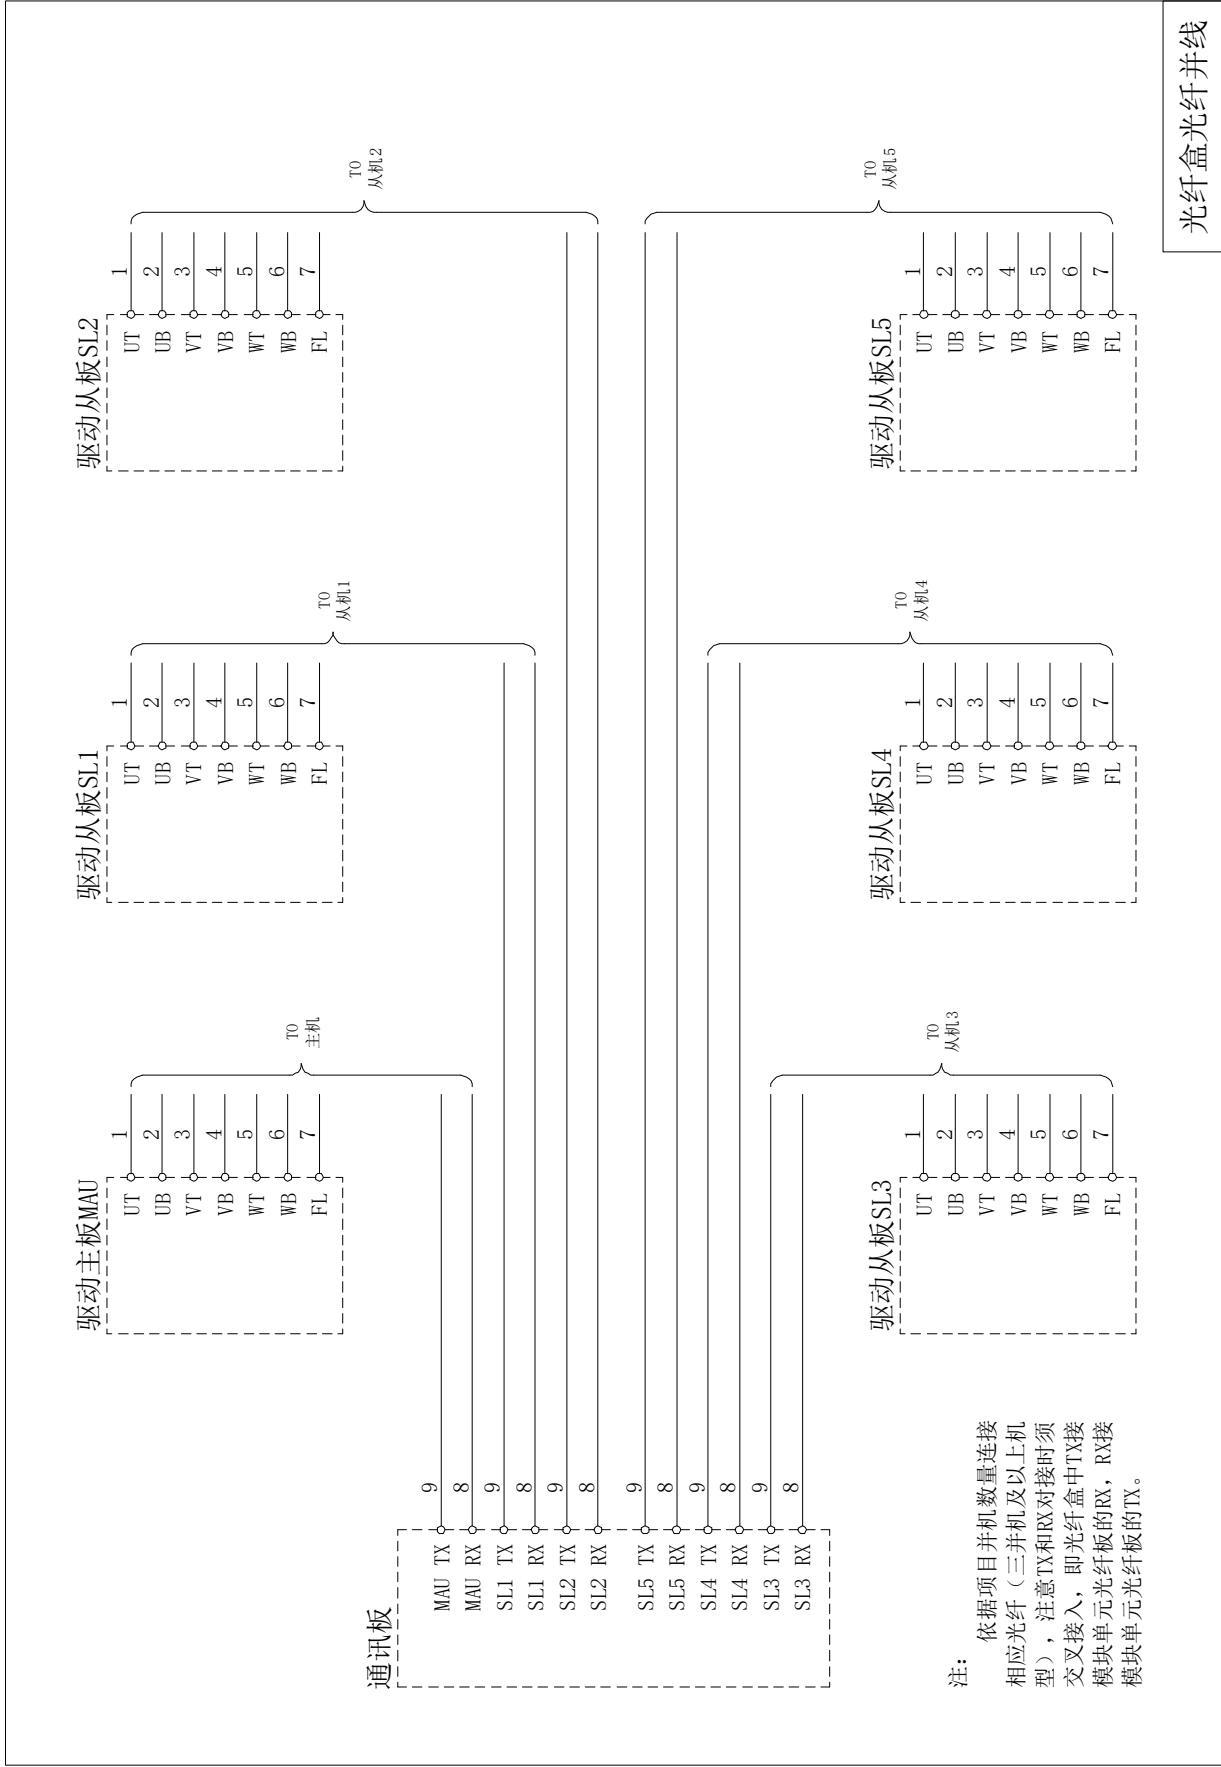 驱动主板MAU
UT 1
UB 2
VT 3
VB 4
WT 5
WB 6
FL 7
TO
主机
驱动从板SL1
UT 1
UB 2
VT 3
VB 4
WT 5
WB 6
FL 7
TO
从机1
驱动从板SL2
UT 1
UB 2
VT 3
VB 4
WT 5
WB 6
FL 7
TO
从机2
通讯板
MAU TX 9
MAU RX 8
SL1 TX 9
SL1 RX 8
SL2 TX 9
SL2 RX 8
SL5 TX 9
SL5 RX 8
SL4 TX 9
SL4 RX 8
SL3 TX 9
SL3 RX 8
驱动从板SL3
UT 1
UB 2
VT 3
VB 4
WT 5
WB 6
FL 7
TO
从机3
驱动从板SL4
UT 1
UB 2
VT 3
VB 4
WT 5
WB 6
FL 7
TO
从机4
驱动从板SL5
UT 1
UB 2
VT 3
VB 4
WT 5
WB 6
FL 7
TO
从机5
注：
依据项目并机数量连接
相应光纤（三并机及以上机
型），注意TX和RX对接时须
交叉接入，即光纤盒中TX接
模块单元光纤板的RX，RX接
模块单元光纤板的TX。
光纤盒光纤并线